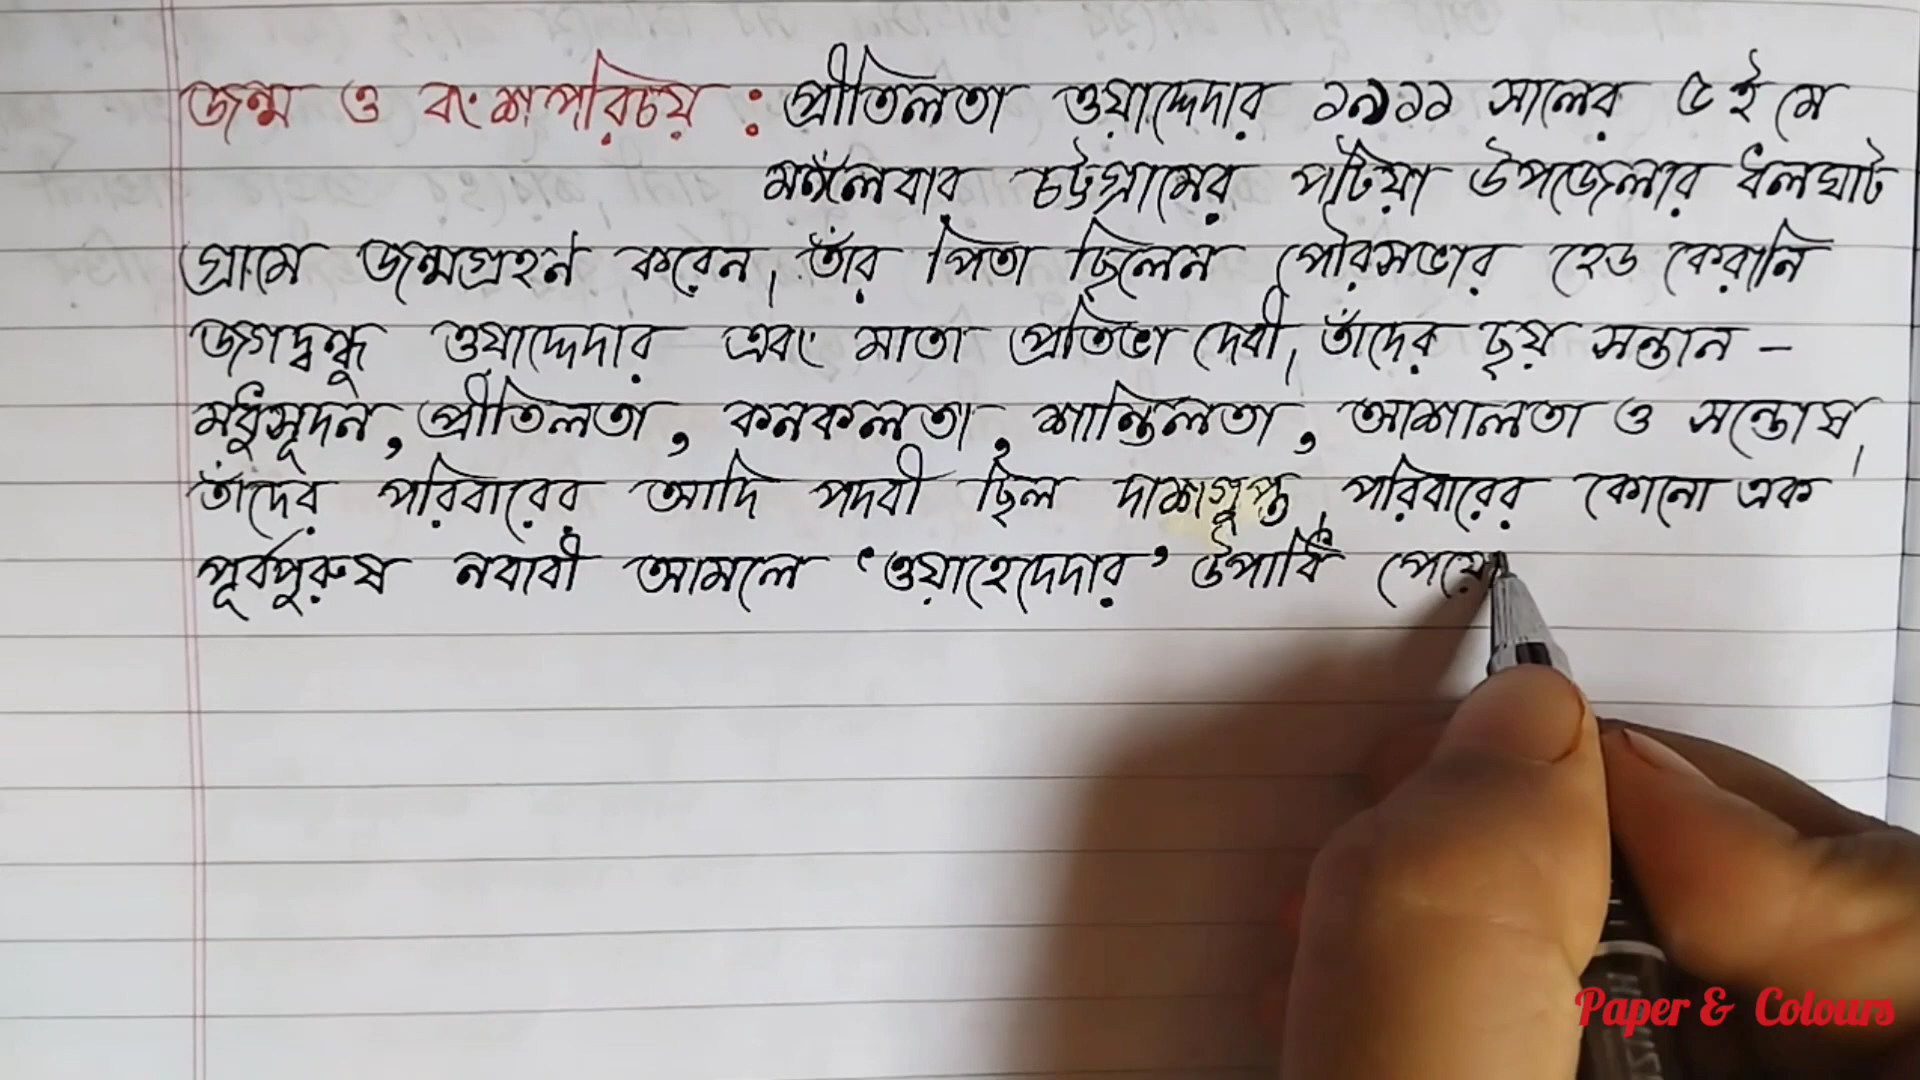 জন্ম ও বংশপরিচয় : প্রীতিলতা ওয়াদ্দেদার ১৯১১ সালের ৫ই মে
মঙ্গলবার চট্টগ্রামের পটিয়া উপজেলার ধলঘাট
গ্রামে জন্মগ্রহন করেন। তাঁর পিতা ছিলেন পৌরসভার হেড কেরানি
জগদ্বন্ধু ওয়াদ্দেদার এবং মাতা প্রতিভা দেবী। তাঁদের ছয় সন্তান -
মধুসূদন, প্রীতিলতা, কনকলতা, শান্তিলতা, আশালতা ও সন্তোষ।
তাঁদের পরিবারের আদি পদবী ছিল দাশগুপ্ত। পরিবারের কোনো এক
পূর্বপুরুষ নবাবী আমলে ‘ওয়াহেদেদার’ উপাধি পেয়ে
Paper & Colours